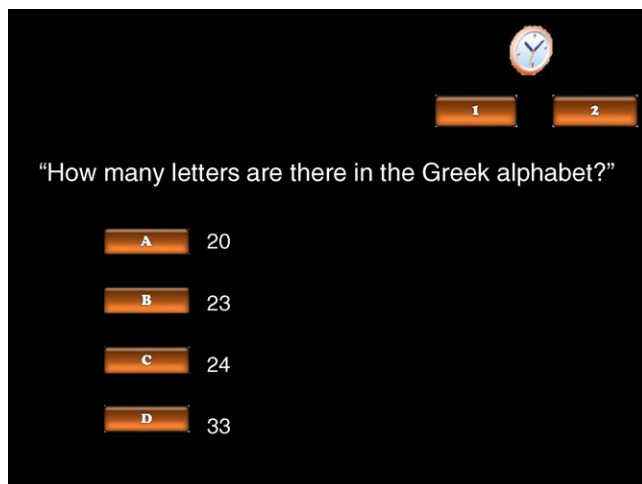 1 2
“How many letters are there in the Greek alphabet?”
A 20
B 23
C 24
D 33